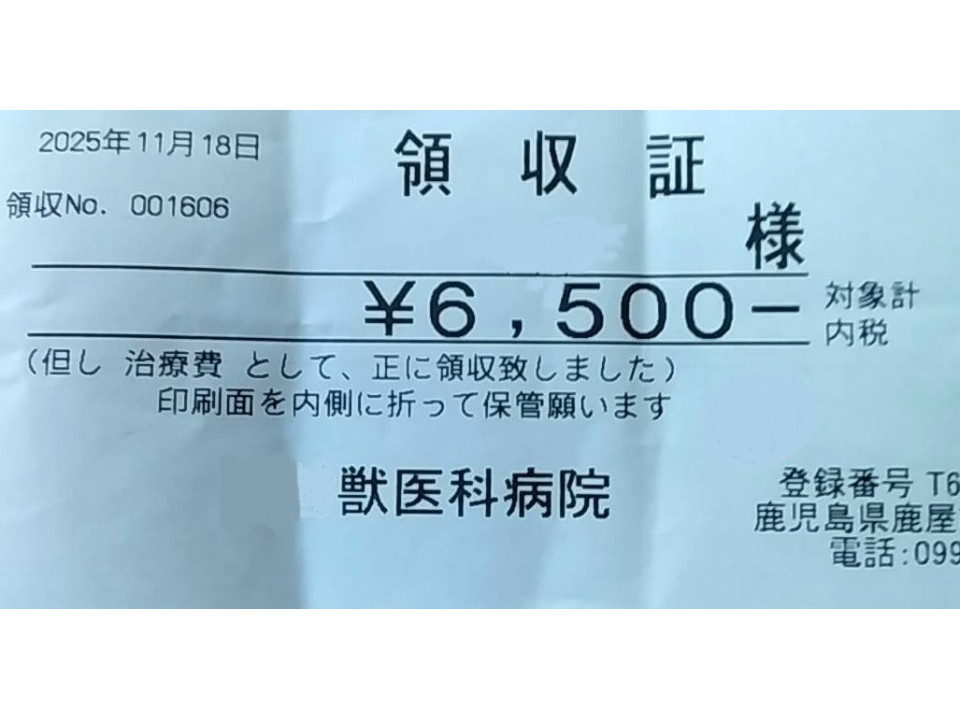 2025年11月18日
領収証
領収No. 001606
様
¥6,500−
対象計
内税
(但し 治療費 として、正に領収致しました)
印刷面を内側に折って保管願います
獣医科病院
登録番号 T6
鹿児島県鹿屋
電話:099